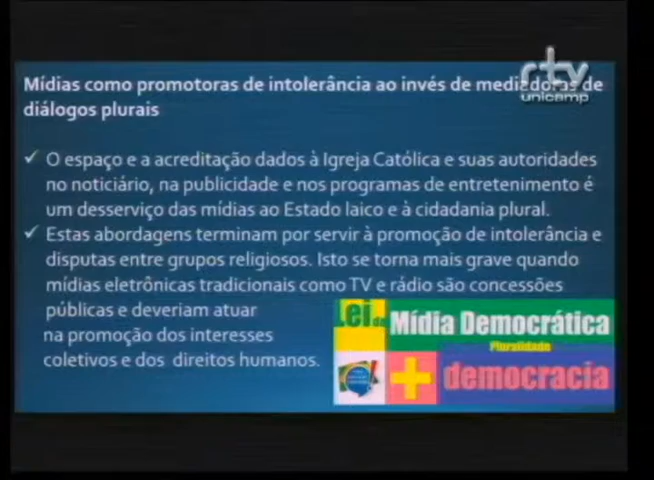 rtv
unicamp
Mídias como promotoras de intolerância ao invés de mediadoras de
diálogos plurais
✓ O espaço e a acreditação dados à Igreja Católica e suas autoridades
no noticiário, na publicidade e nos programas de entretenimento é
um desserviço das mídias ao Estado laico e à cidadania plural.
✓ Estas abordagens terminam por servir à promoção de intolerância e
disputas entre grupos religiosos. Isto se torna mais grave quando
mídias eletrônicas tradicionais como TV e rádio são concessões
públicas e deveriam atuar
na promoção dos interesses
coletivos e dos direitos humanos.
Lei da
Mídia Democrática
Pluralidade
+ democracia